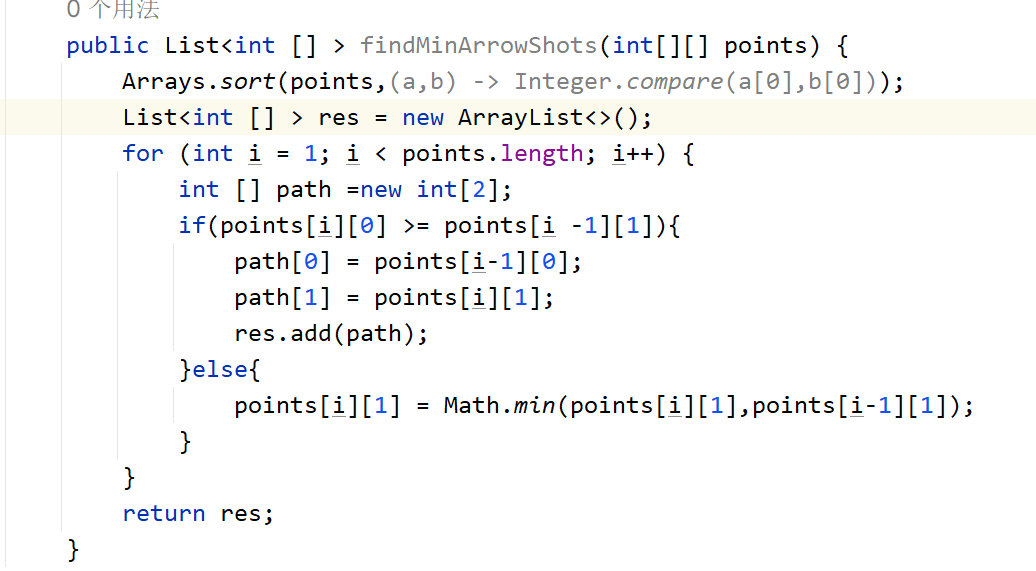 0 个用法
public List<int [] > findMinArrowShots(int[][] points) {
    Arrays.sort(points,(a,b) -> Integer.compare(a[0],b[0]));
    List<int [] > res = new ArrayList<>();
    for (int i = 1; i < points.length; i++) {
        int [] path =new int[2];
        if(points[i][0] >= points[i -1][1]){
            path[0] = points[i-1][0];
            path[1] = points[i][1];
            res.add(path);
        }else{
            points[i][1] = Math.min(points[i][1],points[i-1][1]);
        }
    }
    return res;
}